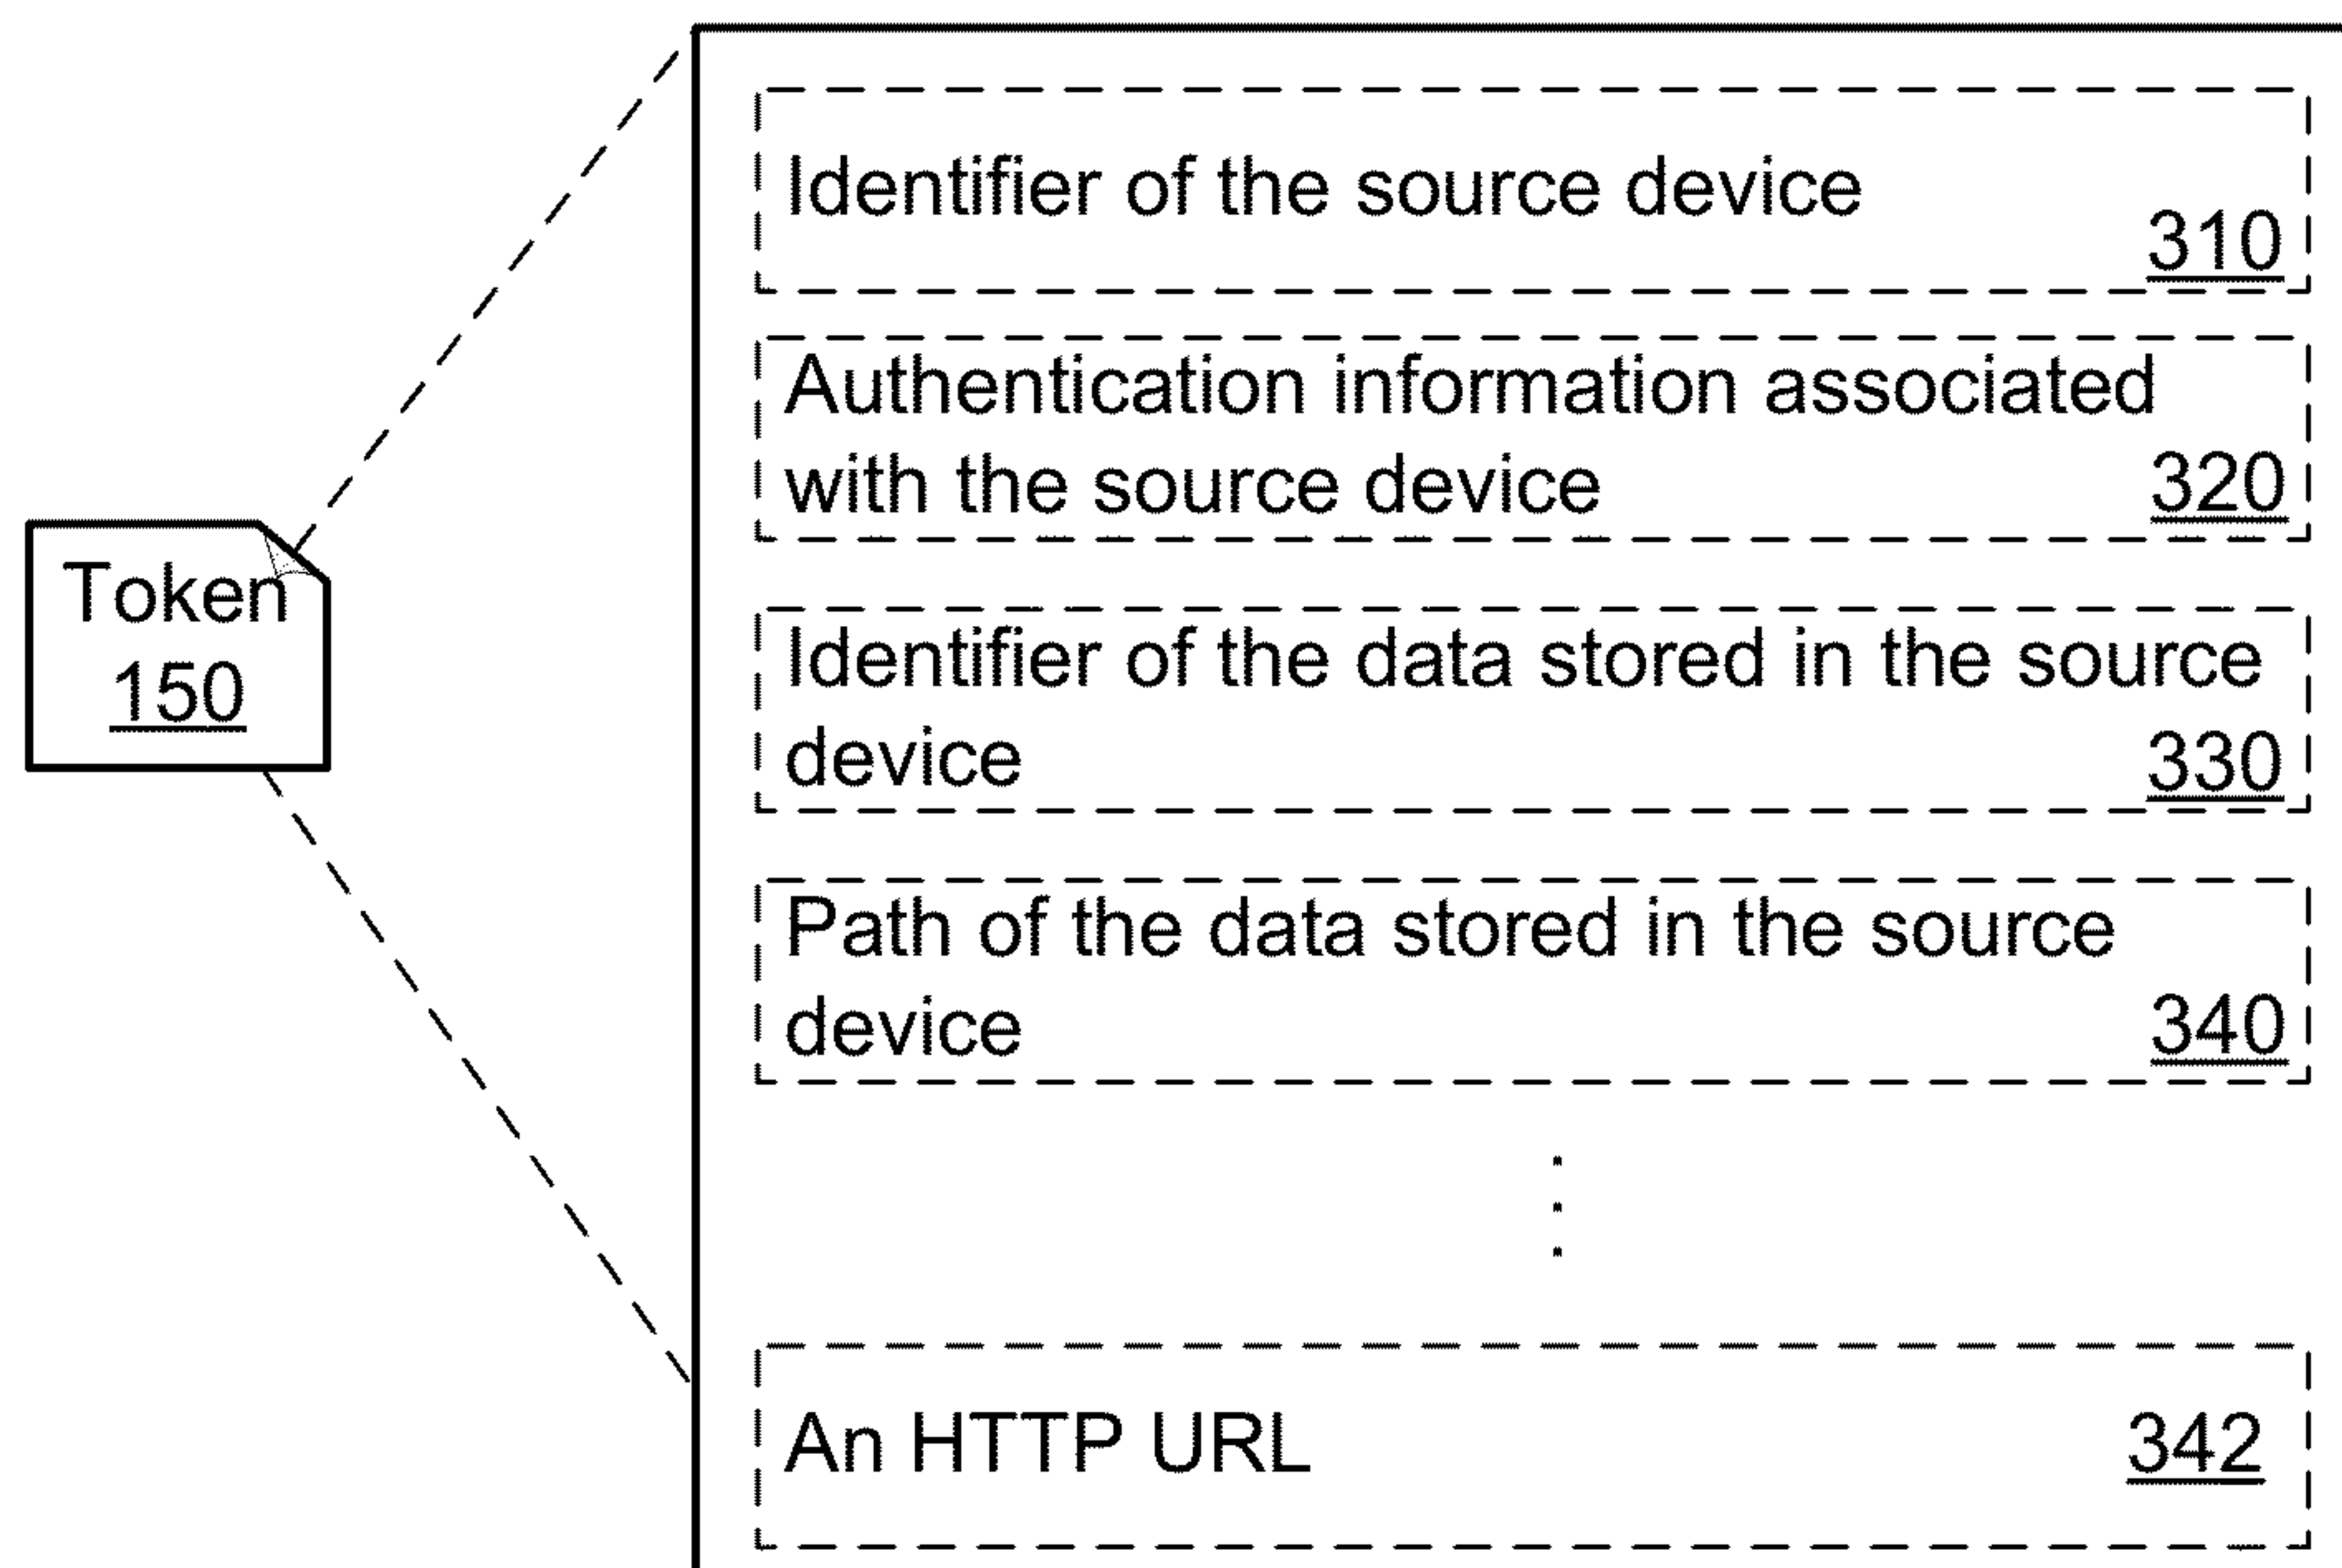 Identifier of the source device
310
Authentication information associated
with the source device 320
Token
150
Identifier of the data stored in the source
device 330
Path of the data stored in the source
device 340
An HTTP URL 342